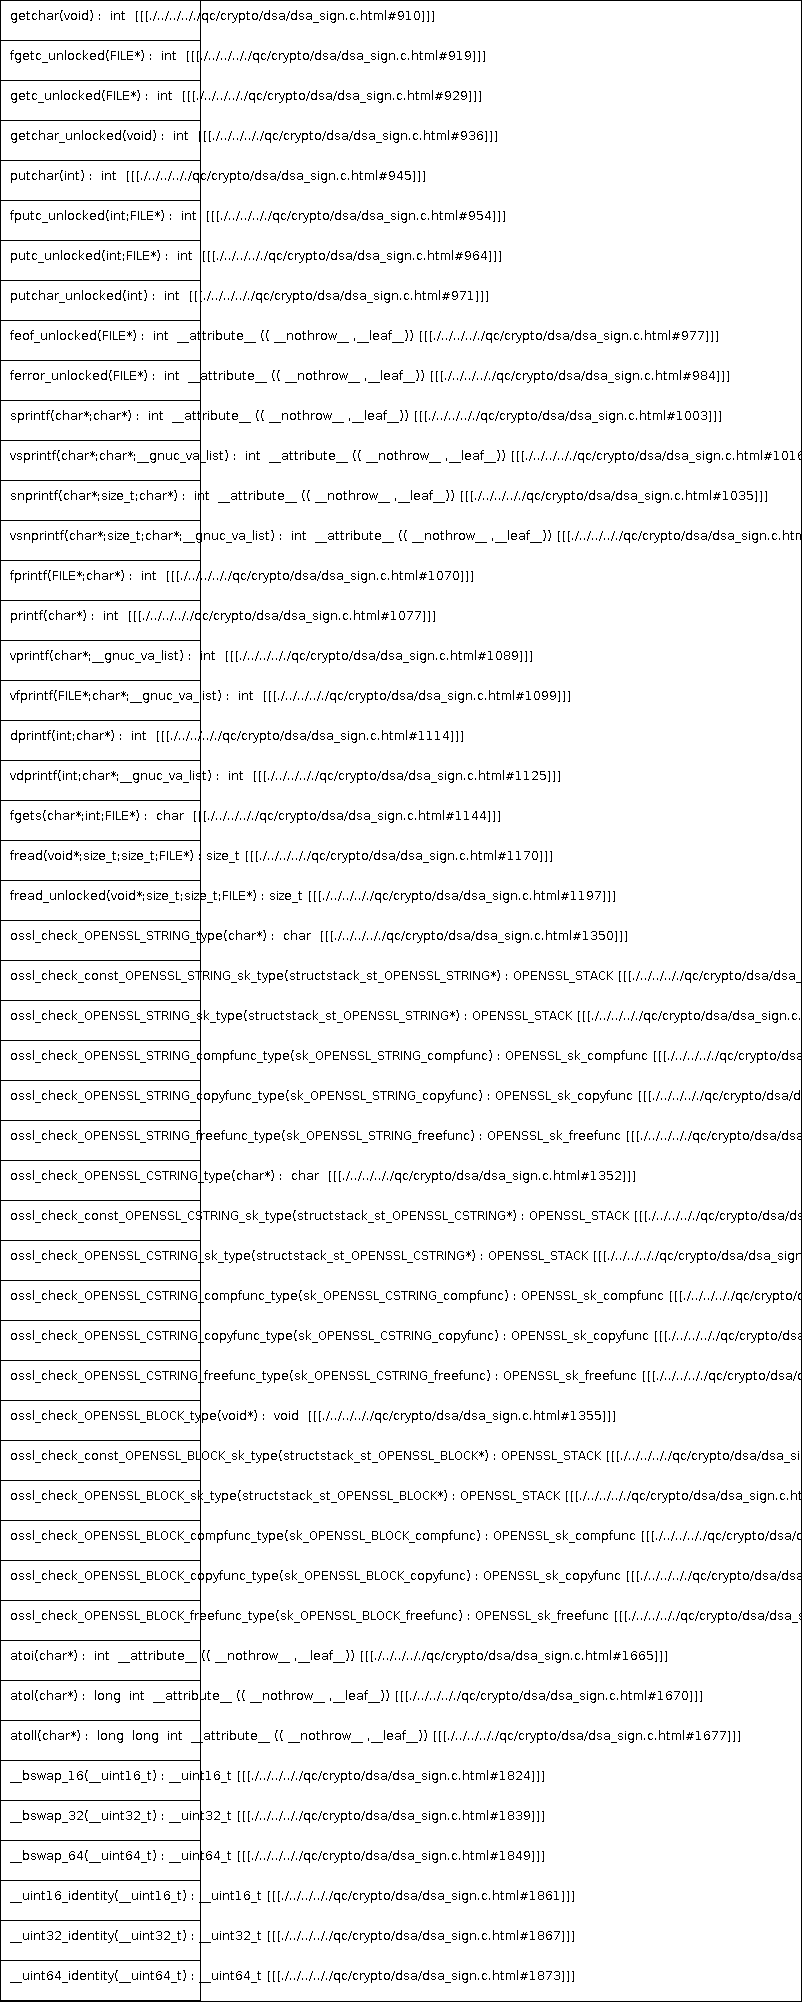 getchar(void) :  int  [[[./../../../qc/crypto/dsa/dsa_sign.c.html#910]]]
fgetc_unlocked(FILE*) :  int  [[[./../../../qc/crypto/dsa/dsa_sign.c.html#919]]]
getc_unlocked(FILE*) :  int  [[[./../../../qc/crypto/dsa/dsa_sign.c.html#929]]]
getchar_unlocked(void) :  int  [[[./../../../qc/crypto/dsa/dsa_sign.c.html#936]]]
putchar(int) :  int  [[[./../../../qc/crypto/dsa/dsa_sign.c.html#945]]]
fputc_unlocked(int;FILE*) :  int  [[[./../../../qc/crypto/dsa/dsa_sign.c.html#954]]]
putc_unlocked(int;FILE*) :  int  [[[./../../../qc/crypto/dsa/dsa_sign.c.html#964]]]
putchar_unlocked(int) :  int  [[[./../../../qc/crypto/dsa/dsa_sign.c.html#971]]]
feof_unlocked(FILE*) :  int  __attribute__ (( __nothrow__ ,__leaf__)) [[[./../../../qc/crypto/dsa/dsa_sign.c.html#977]]]
ferror_unlocked(FILE*) :  int  __attribute__ (( __nothrow__ ,__leaf__)) [[[./../../../qc/crypto/dsa/dsa_sign.c.html#984]]]
sprintf(char*;char*) :  int  __attribute__ (( __nothrow__ ,__leaf__)) [[[./../../../qc/crypto/dsa/dsa_sign.c.html#1003]]]
vsprintf(char*;char*;__gnuc_va_list) :  int  __attribute__ (( __nothrow__ ,__leaf__)) [[[./../../../qc/crypto/dsa/dsa_sign.c.html#1016
snprintf(char*;size_t;char*) :  int  __attribute__ (( __nothrow__ ,__leaf__)) [[[./../../../qc/crypto/dsa/dsa_sign.c.html#1035]]]
vsnprintf(char*;size_t;char*;__gnuc_va_list) :  int  __attribute__ (( __nothrow__ ,__leaf__)) [[[./../../../qc/crypto/dsa/dsa_sign.c.htm
fprintf(FILE*;char*) :  int  [[[./../../../qc/crypto/dsa/dsa_sign.c.html#1070]]]
printf(char*) :  int  [[[./../../../qc/crypto/dsa/dsa_sign.c.html#1077]]]
vprintf(char*;__gnuc_va_list) :  int  [[[./../../../qc/crypto/dsa/dsa_sign.c.html#1089]]]
vfprintf(FILE*;char*;__gnuc_va_list) :  int  [[[./../../../qc/crypto/dsa/dsa_sign.c.html#1099]]]
dprintf(int;char*) :  int  [[[./../../../qc/crypto/dsa/dsa_sign.c.html#1114]]]
vdprintf(int;char*;__gnuc_va_list) :  int  [[[./../../../qc/crypto/dsa/dsa_sign.c.html#1125]]]
fgets(char*;int;FILE*) :  char  [[[./../../../qc/crypto/dsa/dsa_sign.c.html#1144]]]
fread(void*;size_t;size_t;FILE*) : size_t [[[./../../../qc/crypto/dsa/dsa_sign.c.html#1170]]]
fread_unlocked(void*;size_t;size_t;FILE*) : size_t [[[./../../../qc/crypto/dsa/dsa_sign.c.html#1197]]]
ossl_check_OPENSSL_STRING_type(char*) :  char  [[[./../../../qc/crypto/dsa/dsa_sign.c.html#1350]]]
ossl_check_const_OPENSSL_STRING_sk_type(structstack_st_OPENSSL_STRING*) : OPENSSL_STACK [[[./../../../qc/crypto/dsa/dsa_
ossl_check_OPENSSL_STRING_sk_type(structstack_st_OPENSSL_STRING*) : OPENSSL_STACK [[[./../../../qc/crypto/dsa/dsa_sign.c.
ossl_check_OPENSSL_STRING_compfunc_type(sk_OPENSSL_STRING_compfunc) : OPENSSL_sk_compfunc [[[./../../../qc/crypto/dsa
ossl_check_OPENSSL_STRING_copyfunc_type(sk_OPENSSL_STRING_copyfunc) : OPENSSL_sk_copyfunc [[[./../../../qc/crypto/dsa/d
ossl_check_OPENSSL_STRING_freefunc_type(sk_OPENSSL_STRING_freefunc) : OPENSSL_sk_freefunc [[[./../../../qc/crypto/dsa/dsa
ossl_check_OPENSSL_CSTRING_type(char*) :  char  [[[./../../../qc/crypto/dsa/dsa_sign.c.html#1352]]]
ossl_check_const_OPENSSL_CSTRING_sk_type(structstack_st_OPENSSL_CSTRING*) : OPENSSL_STACK [[[./../../../qc/crypto/dsa/ds
ossl_check_OPENSSL_CSTRING_sk_type(structstack_st_OPENSSL_CSTRING*) : OPENSSL_STACK [[[./../../../qc/crypto/dsa/dsa_sign
ossl_check_OPENSSL_CSTRING_compfunc_type(sk_OPENSSL_CSTRING_compfunc) : OPENSSL_sk_compfunc [[[./../../../qc/crypto/
ossl_check_OPENSSL_CSTRING_copyfunc_type(sk_OPENSSL_CSTRING_copyfunc) : OPENSSL_sk_copyfunc [[[./../../../qc/crypto/dsa
ossl_check_OPENSSL_CSTRING_freefunc_type(sk_OPENSSL_CSTRING_freefunc) : OPENSSL_sk_freefunc [[[./../../../qc/crypto/dsa/
ossl_check_OPENSSL_BLOCK_type(void*) :  void  [[[./../../../qc/crypto/dsa/dsa_sign.c.html#1355]]]
ossl_check_const_OPENSSL_BLOCK_sk_type(structstack_st_OPENSSL_BLOCK*) : OPENSSL_STACK [[[./../../../qc/crypto/dsa/dsa_si
ossl_check_OPENSSL_BLOCK_sk_type(structstack_st_OPENSSL_BLOCK*) : OPENSSL_STACK [[[./../../../qc/crypto/dsa/dsa_sign.c.ht
ossl_check_OPENSSL_BLOCK_compfunc_type(sk_OPENSSL_BLOCK_compfunc) : OPENSSL_sk_compfunc [[[./../../../qc/crypto/dsa/
ossl_check_OPENSSL_BLOCK_copyfunc_type(sk_OPENSSL_BLOCK_copyfunc) : OPENSSL_sk_copyfunc [[[./../../../qc/crypto/dsa/dsa
ossl_check_OPENSSL_BLOCK_freefunc_type(sk_OPENSSL_BLOCK_freefunc) : OPENSSL_sk_freefunc [[[./../../../qc/crypto/dsa/dsa_s
atoi(char*) :  int  __attribute__ (( __nothrow__ ,__leaf__)) [[[./../../../qc/crypto/dsa/dsa_sign.c.html#1665]]]
atol(char*) :  long  int  __attribute__ (( __nothrow__ ,__leaf__)) [[[./../../../qc/crypto/dsa/dsa_sign.c.html#1670]]]
atoll(char*) :  long  long  int  __attribute__ (( __nothrow__ ,__leaf__)) [[[./../../../qc/crypto/dsa/dsa_sign.c.html#1677]]]
__bswap_16(__uint16_t) : __uint16_t [[[./../../../qc/crypto/dsa/dsa_sign.c.html#1824]]]
__bswap_32(__uint32_t) : __uint32_t [[[./../../../qc/crypto/dsa/dsa_sign.c.html#1839]]]
__bswap_64(__uint64_t) : __uint64_t [[[./../../../qc/crypto/dsa/dsa_sign.c.html#1849]]]
__uint16_identity(__uint16_t) : __uint16_t [[[./../../../qc/crypto/dsa/dsa_sign.c.html#1861]]]
__uint32_identity(__uint32_t) : __uint32_t [[[./../../../qc/crypto/dsa/dsa_sign.c.html#1867]]]
__uint64_identity(__uint64_t) : __uint64_t [[[./../../../qc/crypto/dsa/dsa_sign.c.html#1873]]]